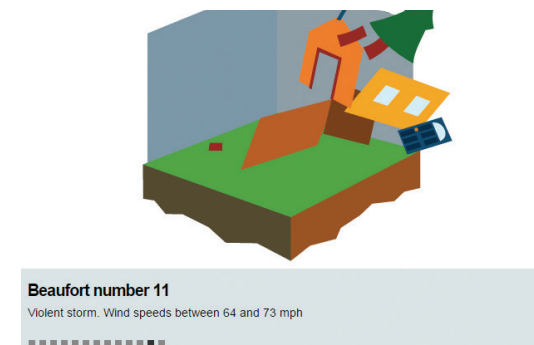 Beaufort number 11
Violent storm. Wind speeds between 64 and 73 mph